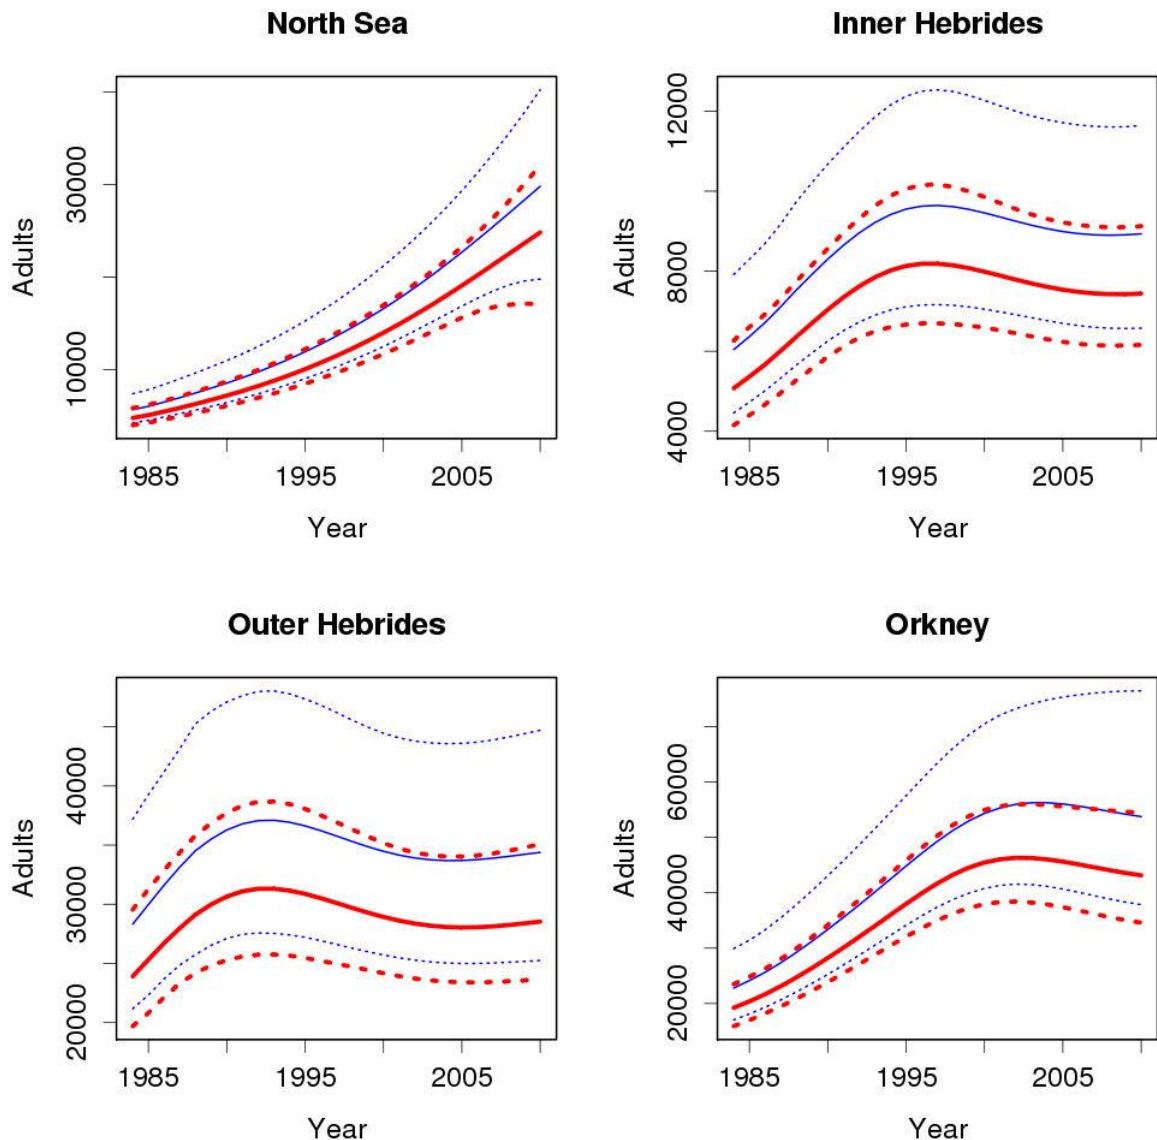 North Sea
Inner Hebrides
Adults
10000 30000
1985 1995 2005
Year
Adults
4000 8000 12000
1985 1995 2005
Year
Outer Hebrides
Orkney
Adults
20000 30000 40000
1985 1995 2005
Year
Adults
20000 40000 60000
1985 1995 2005
Year